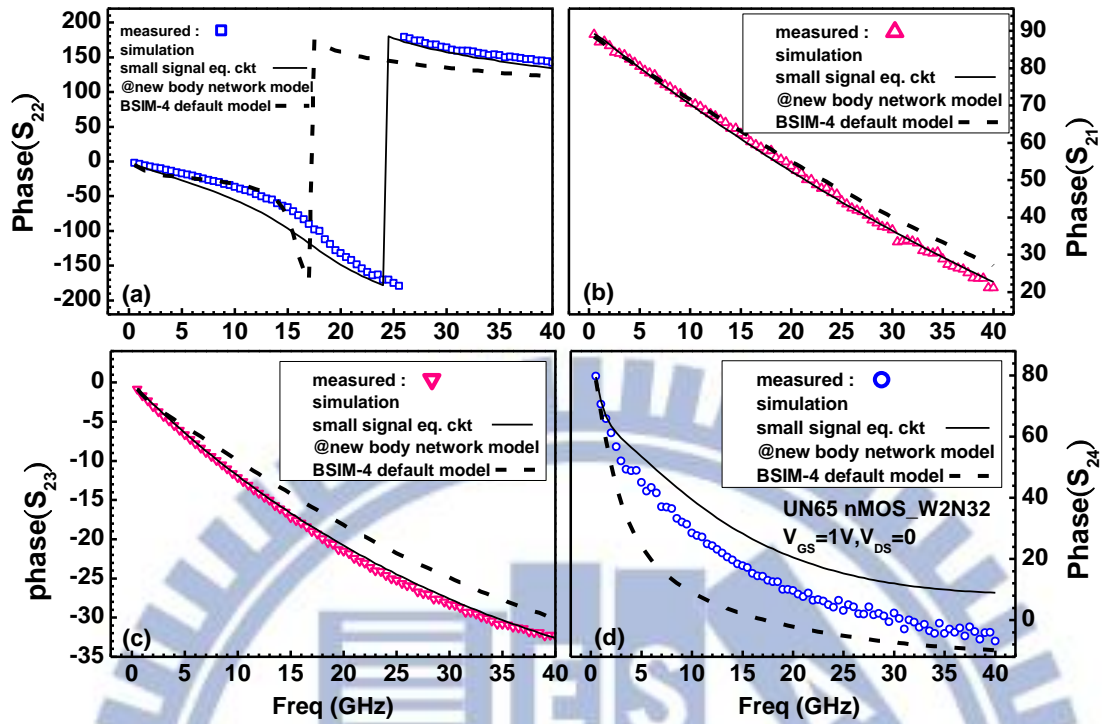 200
150
100
50
0
-50
-100
-150
-200
Phase(S22)
measured :
simulation
small signal eq. ckt
@new body network model
BSIM-4 default model
(a)
0 5 10 15 20 25 30 35 40
measured :
simulation
small signal eq. ckt
@new body network model
BSIM-4 default model
(b)
90
80
70
60
50
40
30
20
Phase(S21)
0 5 10 15 20 25 30 35 40
0
-5
-10
-15
-20
-25
-30
-35
phase(S23)
measured :
simulation
small signal eq. ckt
@new body network model
BSIM-4 default model
(c)
0 5 10 15 20 25 30 35 40
Freq (GHz)
measured :
simulation
small signal eq. ckt
@new body network model
BSIM-4 default model
UN65 nMOS_W2N32
VGS=1V,VDS=0
(d)
80
60
40
20
0
Phase(S24)
0 5 10 15 20 25 30 35 40
Freq (GHz)